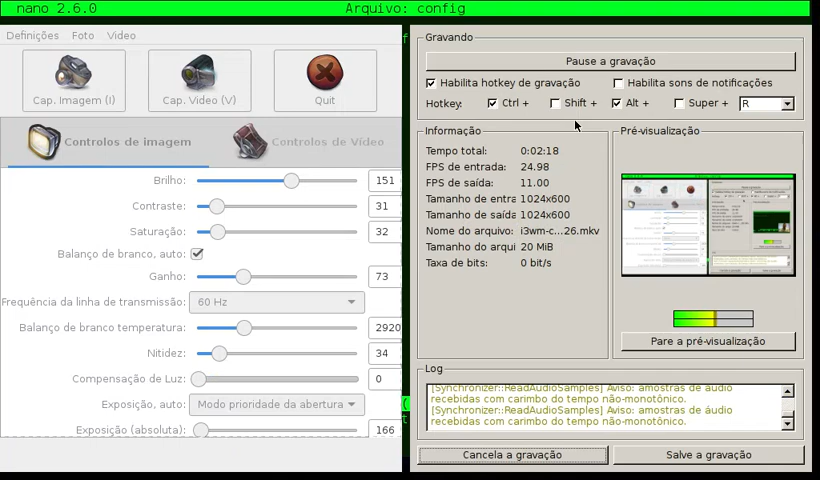 nano 2.6.0 Arquivo: config
Definições Foto Vídeo
Cap. Imagem (I) Cap. Video (V) Quit
Controlos de imagem Controlos de Vídeo
Brilho: 151
Contraste: 31
Saturação: 32
Balanço de branco, auto:
Ganho: 73
Frequência da linha de transmissão: 60 Hz
Balanço de branco temperatura: 2920
Nitidez: 34
Compensação de Luz: 0
Exposição, auto: Modo prioridade da abertura
Exposição (absoluta): 166
Gravando
Pause a gravação
Habilita hotkey de gravação Habilita sons de notificações
Hotkey: Ctrl + Shift + Alt + Super + R
Informação
Tempo total: 0:02:18
FPS de entrada: 24.98
FPS de saída: 11.00
Tamanho de entra 1024x600
Tamanho de saída 1024x600
Nome do arquivo: i3wm-c...26.mkv
Tamanho do arqui 20 MiB
Taxa de bits: 0 bit/s
Pré-visualização
Pare a pré-visualização
Log
[Synchronizer::ReadAudioSamples] Aviso: amostras de áudio
recebidas com carimbo do tempo não-monotônico.
[Synchronizer::ReadAudioSamples] Aviso: amostras de áudio
recebidas com carimbo do tempo não-monotônico.
Cancela a gravação Salve a gravação